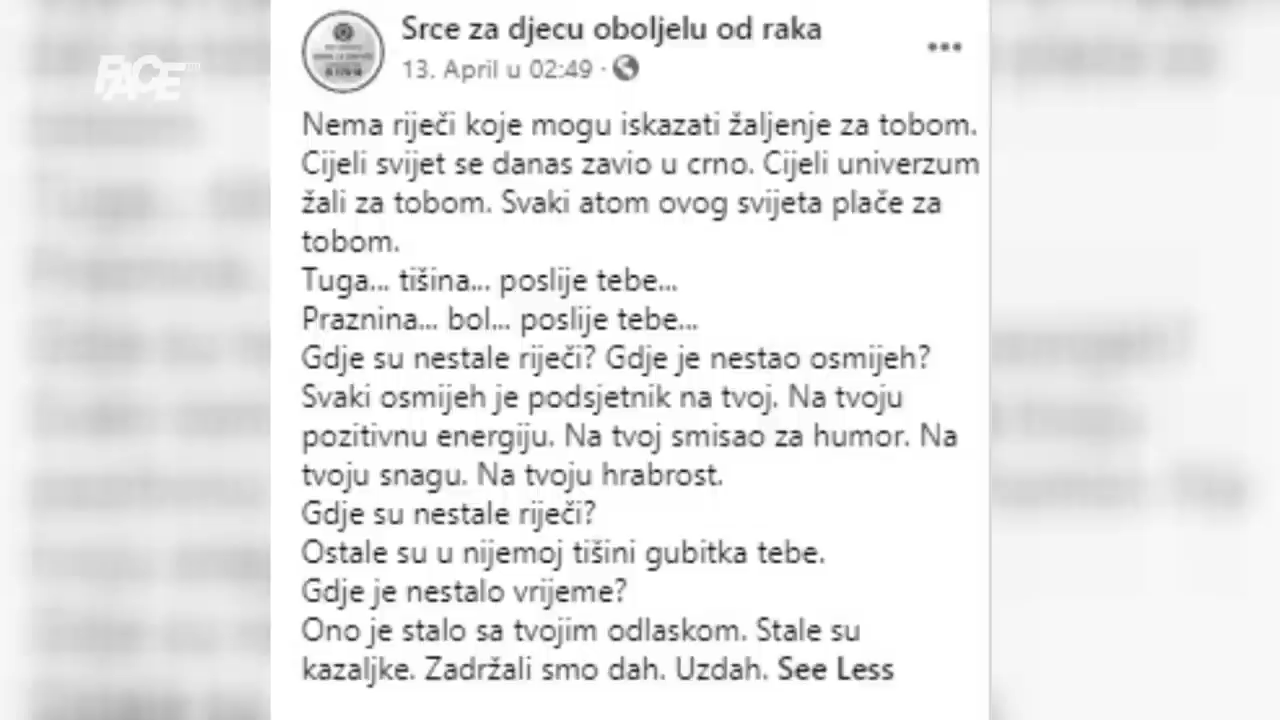 FACE
Srce za djecu oboljelu od raka
13. April u 02:49 ·
Nema riječi koje mogu iskazati žaljenje za tobom.
Cijeli svijet se danas zavio u crno. Cijeli univerzum
žali za tobom. Svaki atom ovog svijeta plače za
tobom.
Tuga... tišina... poslije tebe...
Praznina... bol... poslije tebe...
Gdje su nestale riječi? Gdje je nestao osmijeh?
Svaki osmijeh je podsjetnik na tvoj. Na tvoju
pozitivnu energiju. Na tvoj smisao za humor. Na
tvoju snagu. Na tvoju hrabrost.
Gdje su nestale riječi?
Ostale su u nijemoj tišini gubitka tebe.
Gdje je nestalo vrijeme?
Ono je stalo sa tvojim odlaskom. Stale su
kazaljke. Zadržali smo dah. Uzdah. See Less